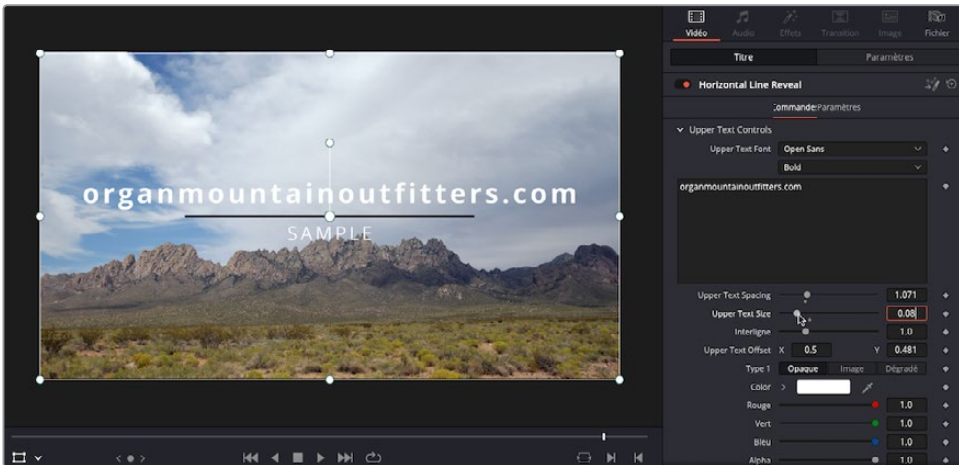 Vidéo Audio Effets Transition Image Fichier
Titre Paramètres
Horizontal Line Reveal
Commande Paramètres
Upper Text Controls
Upper Text Font Open Sans
Bold
organmountainoutfitters.com
organmountainoutfitters.com
SAMPLE
Upper Text Spacing 1.071
Upper Text Size 0.08
Interligne 1.0
Upper Text Offset X 0.5 Y 0.481
Type 1 Opaque Image Dégradé
Color
Rouge 1.0
Vert 1.0
Bleu 1.0
Alpha 1.0